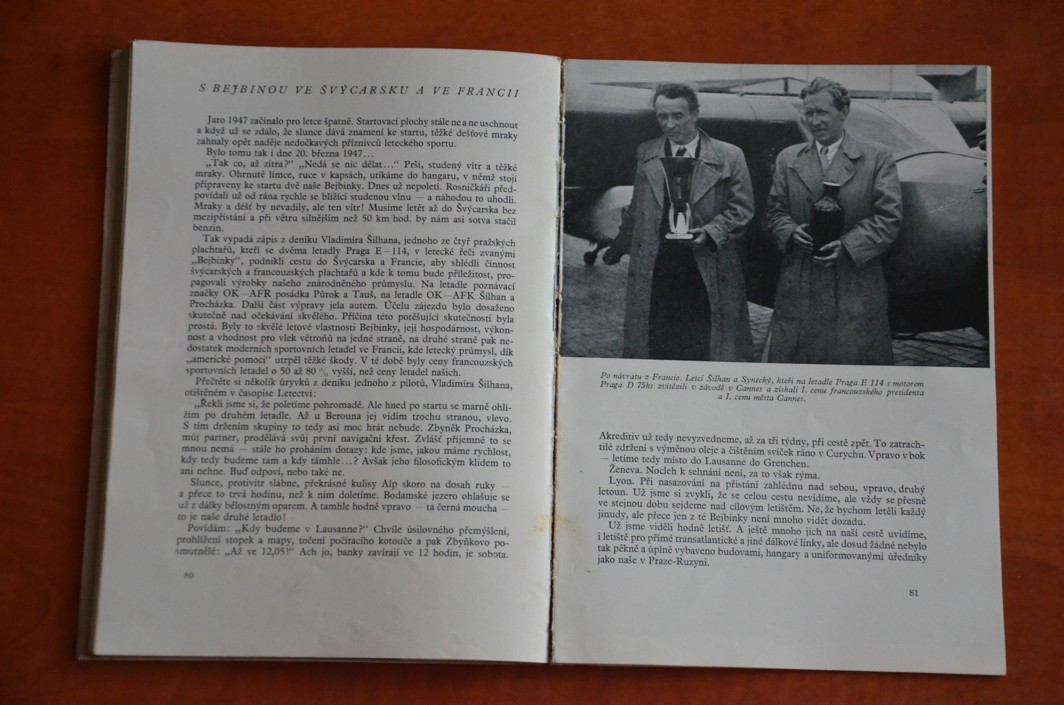 S BEJBINOU VE ŠVÝCARSKU A VE FRANCII
Jaro 1947 začínalo pro letce špatně. Startovací plochy stále ne a ne uschnout
a když už se zdálo, že slunce dává znamení ke startu, těžké dešťové mraky
zahnaly opět naděje nedočkavých příznivců leteckého sportu.
Bylo tomu tak i dne 20. března 1947...
„Tak co, až zítra?“ „Nedá se nic dělat...“ Prší, studený vítr a těžké
mraky. Ohrnuté límce, ruce v kapsách, utíkáme do hangaru, v němž stojí
připraveny ke startu dvě naše Bejbinky. Dnes už nepoletí. Rosničkáři před-
povídali už od rána rychle se blížící studenou vlnu — a náhodou to uhodli.
Mraky a déšť by nevadily, ale ten vítr! Musíme letět až do Švýcarska bez
mezipřistání a při větru silnějším než 50 km/hod. by nám asi sotva stačil
benzin.
Tak vypadá zápis z deníku Vladimíra Šilhana, jednoho ze čtyř pražských
plachtařů, kteří se dvěma letadly Praga E—114, v letecké řeči zvanými
„Bejbinky“, podnikli cestu do Švýcarska a Francie, aby shlédli činnost
švýcarských a francouzských plachtařů a kde k tomu bude příležitost, pro-
pagovali výrobky našeho znárodněného průmyslu. Na letadle poznávací
značky OK—AFR posádka Půrok a Tauš, na letadle OK—AFK Šilhan a
Procházka. Další část výpravy jela autem. Účelu zájezdu bylo dosaženo
skutečně nad očekávání skvělého. Příčina této potěšující skutečnosti byla
prostá. Byly to skvělé letové vlastnosti Bejbinky, její hospodárnost, výkon-
nost a vhodnost pro vlek větroňů na jedné straně, na druhé straně pak ne-
dostatek moderních sportovních letadel ve Francii, kde letecký průmysl, dík
„americké pomoci“ utrpěl těžké škody. V té době byly ceny francouzských
sportovních letadel o 50 až 80 % vyšší, než ceny letadel našich.
Přečtěte si několik úryvků z deníku jednoho z pilotů, Vladimíra Šilhana,
otištěném v časopise Letectví:
„Řekli jsme si, že poletíme pohromadě. Ale hned po startu se marně ohlí-
žím po druhém letadle. Až u Berouna jej vidím trochu stranou, vlevo.
S tím držením skupiny to tedy asi moc hrát nebude. Zbyněk Procházka,
můj partner, prodělává svůj první navigační křest. Zvlášť příjemné to se
mnou nemá — stále ho proháním dotazy: kde jsme, jakou máme rychlost,
kdy tedy budeme tam a kdy támhle...? Avšak jeho filosofickým klidem to
ani nehne. Buď odpoví, nebo také ne.
Slunce, protivítr slábne, překrásné kulisy Alp skoro na dosah ruky —
a přece to trvá hodinu, než k nim doletíme. Bodamské jezero ohlašuje se
už z dálky bělostným oparem. A tamhle hodně vpravo — ta černá moucha —
to je naše druhé letadlo!
Povídám: „Kdy budeme v Lausanne?“ Chvíle úsilovného přemýšlení,
prohlížení stopek a mapy, točení počítacího kotouče a pak Zbyňkovo po-
smutnělé: „Až ve 12,05!“ Ach jo, banky zavírají ve 12 hodin, je sobota.
80
Po návratu z Francie. Letci Šilhan a Synecký, kteří na letadle Praga E 114 s motorem
Praga D 75ks zvítězili v závodě v Cannes a získali I. cenu francouzského presidenta
a I. cenu města Cannes.
Akreditiv už tedy nevyzvedneme, až za tři týdny, při cestě zpět. To zatrach-
tilé zdržení s výměnou oleje a čištěním svíček ráno v Curychu. Vpravo v bok
— letíme tedy místo do Lausanne do Grenchen.
Ženeva. Nocleh k sehnání není, za to však rýma.
Lyon. Při nasazování na přistání zahlédnu nad sebou, vpravo, druhý
letoun. Už jsme si zvykli, že se celou cestu nevidíme, ale vždy se přesně
ve stejnou dobu sejdeme nad cílovým letištěm. Ne, že bychom letěli každý
jinudy, ale přece jen z té Bejbinky není mnoho vidět dozadu.
Už jsme viděli hodně letišť. A ještě mnoho jich na naší cestě uvidíme,
i letiště pro přímé transatlantické a jiné dálkové linky, ale dosud žádné nebylo
tak pěkně a úplně vybaveno budovami, hangary a uniformovanými úředníky
jako naše v Praze-Ruzyni.
81